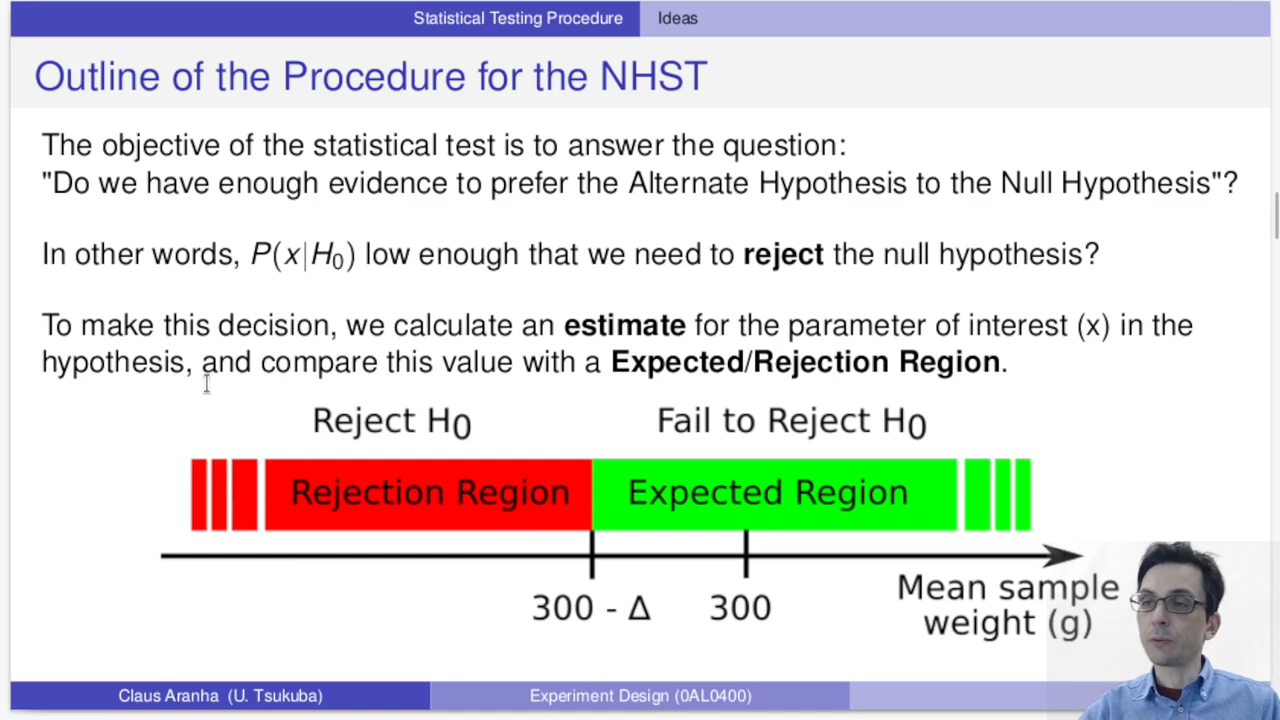 Statistical Testing Procedure Ideas
Outline of the Procedure for the NHST
The objective of the statistical test is to answer the question:
"Do we have enough evidence to prefer the Alternate Hypothesis to the Null Hypothesis"?
In other words, P(x|H₀) low enough that we need to reject the null hypothesis?
To make this decision, we calculate an estimate for the parameter of interest (x) in the
hypothesis, and compare this value with a Expected/Rejection Region.
Reject H₀ Fail to Reject H₀
Rejection Region Expected Region
300 - Δ 300
Mean sample
weight (g)
Claus Aranha (U. Tsukuba) Experiment Design (0AL0400)